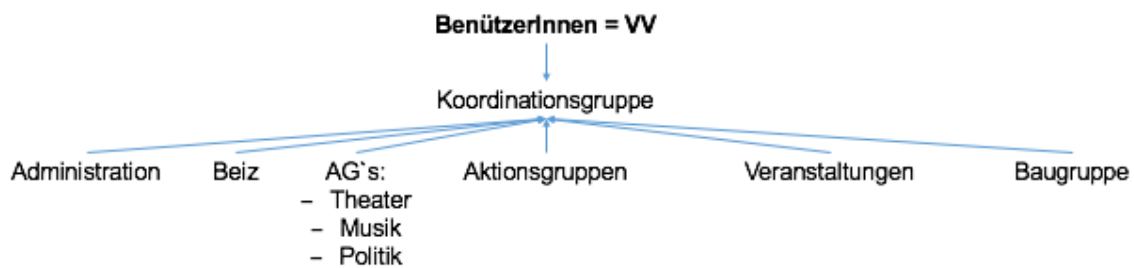 BenützerInnen = VV
Koordinationsgruppe
Administration Beiz AG`s: Aktionsgruppen Veranstaltungen Baugruppe
– Theater
– Musik
– Politik